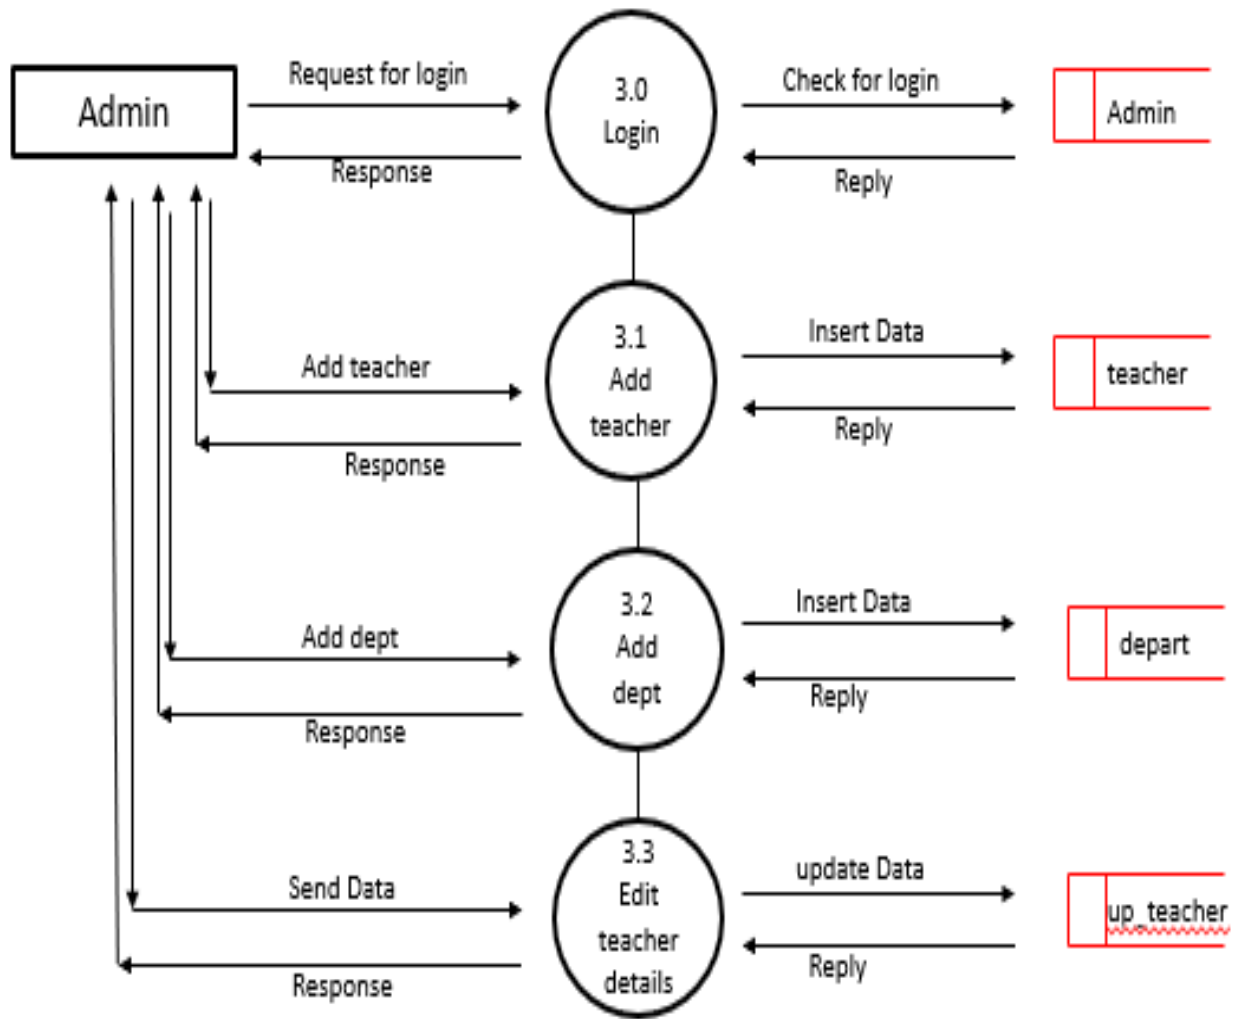 Request for login
Admin
3.0
Login
Check for login
Admin
Response
Reply
3.1
Add
teacher
Add teacher
Insert Data
teacher
Response
Reply
3.2
Add
dept
Add dept
Insert Data
depart
Response
Reply
3.3
Edit
teacher
details
Send Data
update Data
up_teacher
Response
Reply